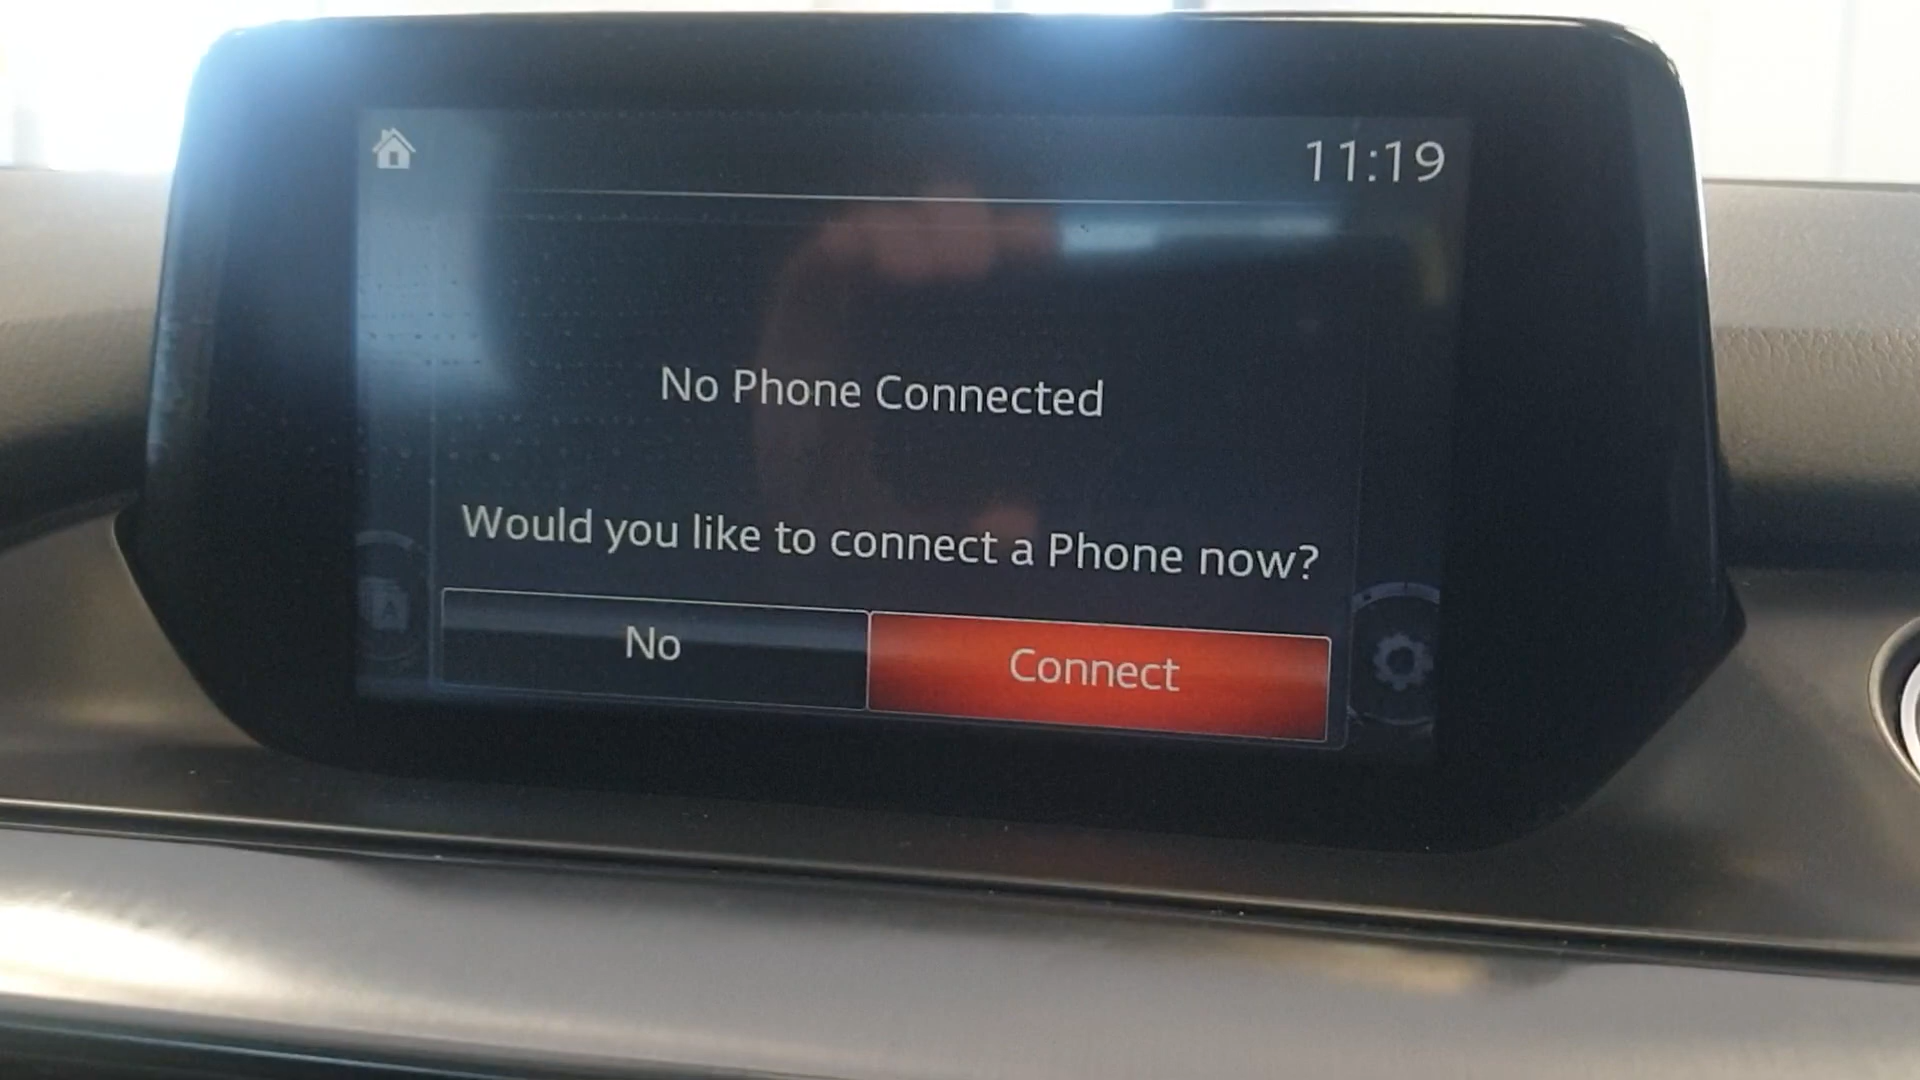 11:19
No Phone Connected
Would you like to connect a Phone now?
No
Connect